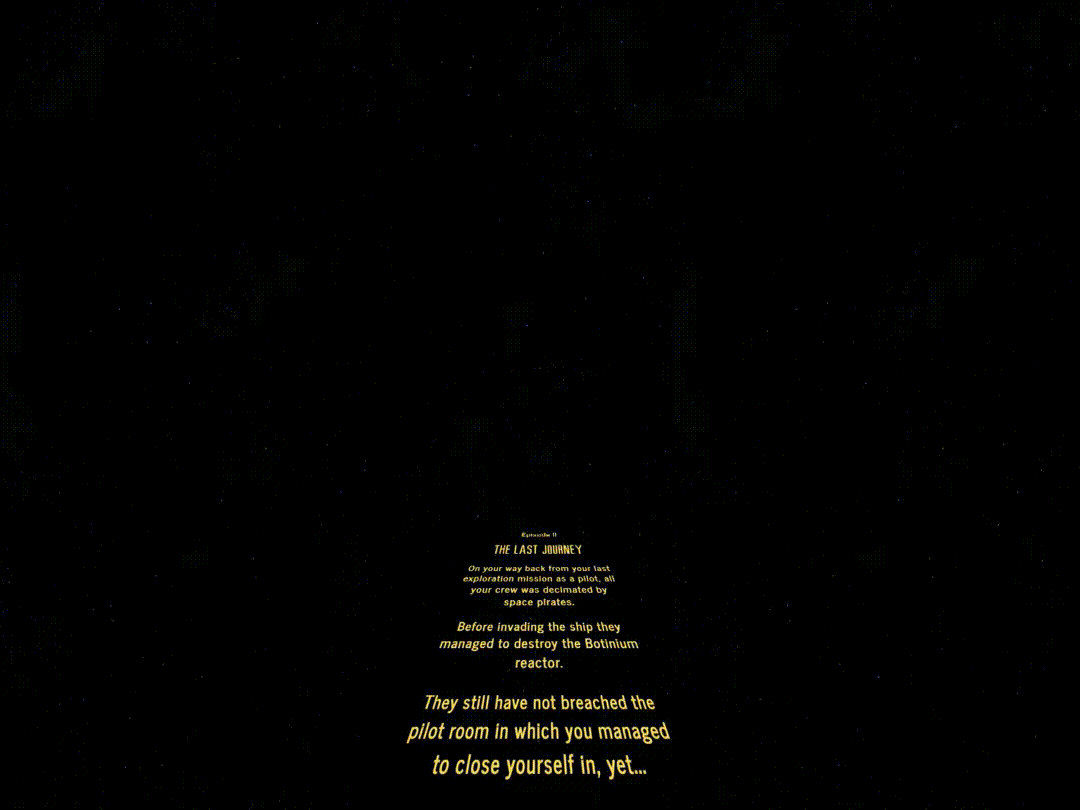 Episode II
THE LAST JOURNEY
On your way back from your last
exploration mission as a pilot, all
your crew was decimated by
space pirates.
Before invading the ship they
managed to destroy the Botinium
reactor.
They still have not breached the
pilot room in which you managed
to close yourself in, yet...